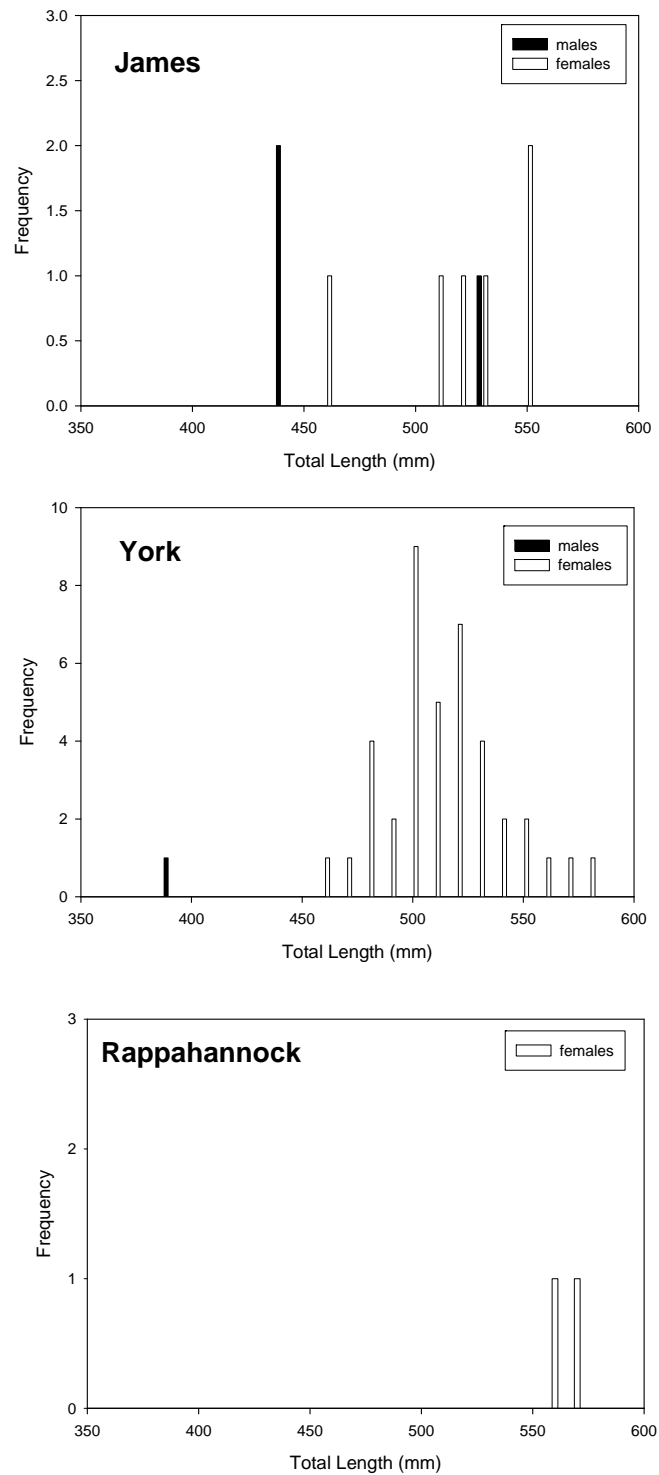 James
males
females
3.0
2.5
2.0
1.5
1.0
0.5
0.0
Frequency
350 400 450 500 550 600
Total Length (mm)
York
males
females
10
8
6
4
2
0
Frequency
350 400 450 500 550 600
Total Length (mm)
Rappahannock
females
3
2
1
0
Frequency
350 400 450 500 550 600
Total Length (mm)